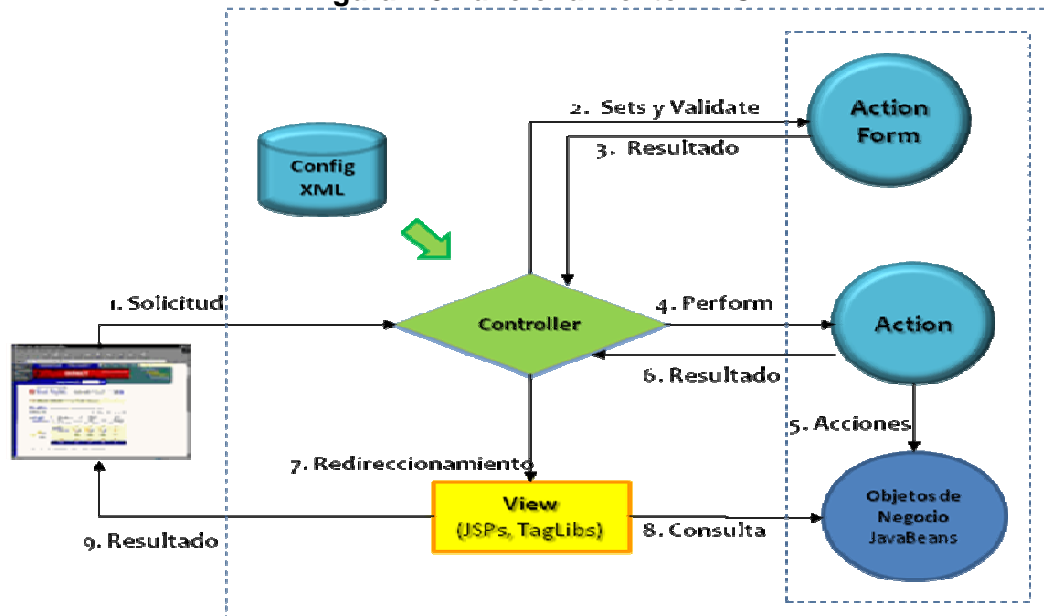 2. Sets y Validate
Action
Form
3. Resultado
Config
XML
1. Solicitud
Controller
4. Perform
Action
6. Resultado
5. Acciones
7. Redireccionamiento
View
(JSPs, TagLibs)
8. Consulta
Objetos de
Negocio
JavaBeans
9. Resultado